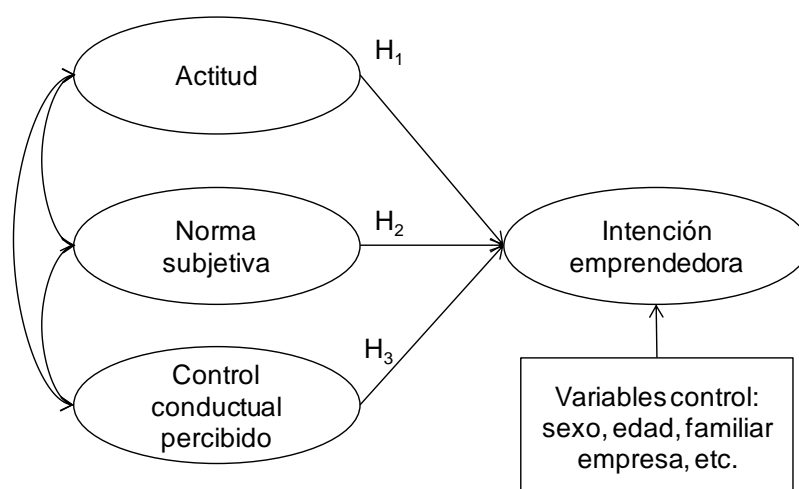 H1
Actitud
Norma
subjetiva
H2
Intención
emprendedora
H3
Control
conductual
percibido
Variables control:
sexo, edad, familiar
empresa, etc.